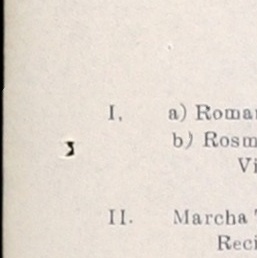 I. a) Roma
b) Rosm
Vi
II. Marcha
Reci